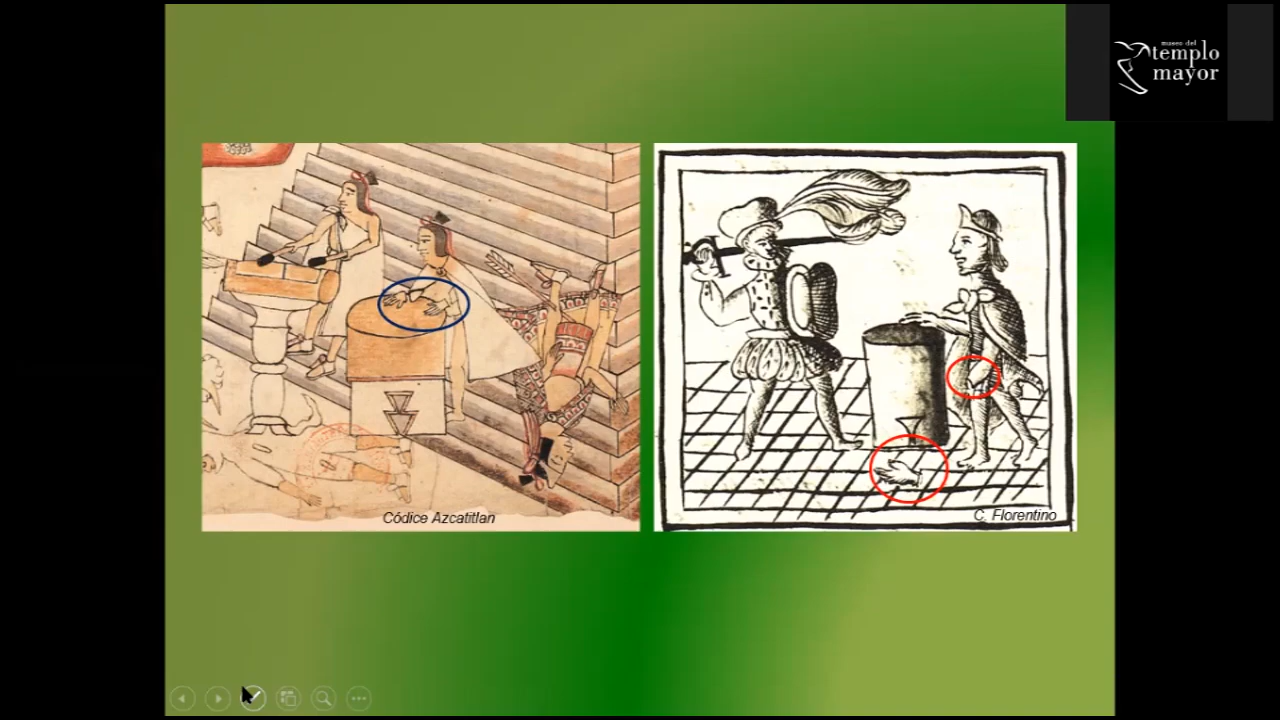 museo del
templo
mayor
Códice Azcatitlan
C. Florentino